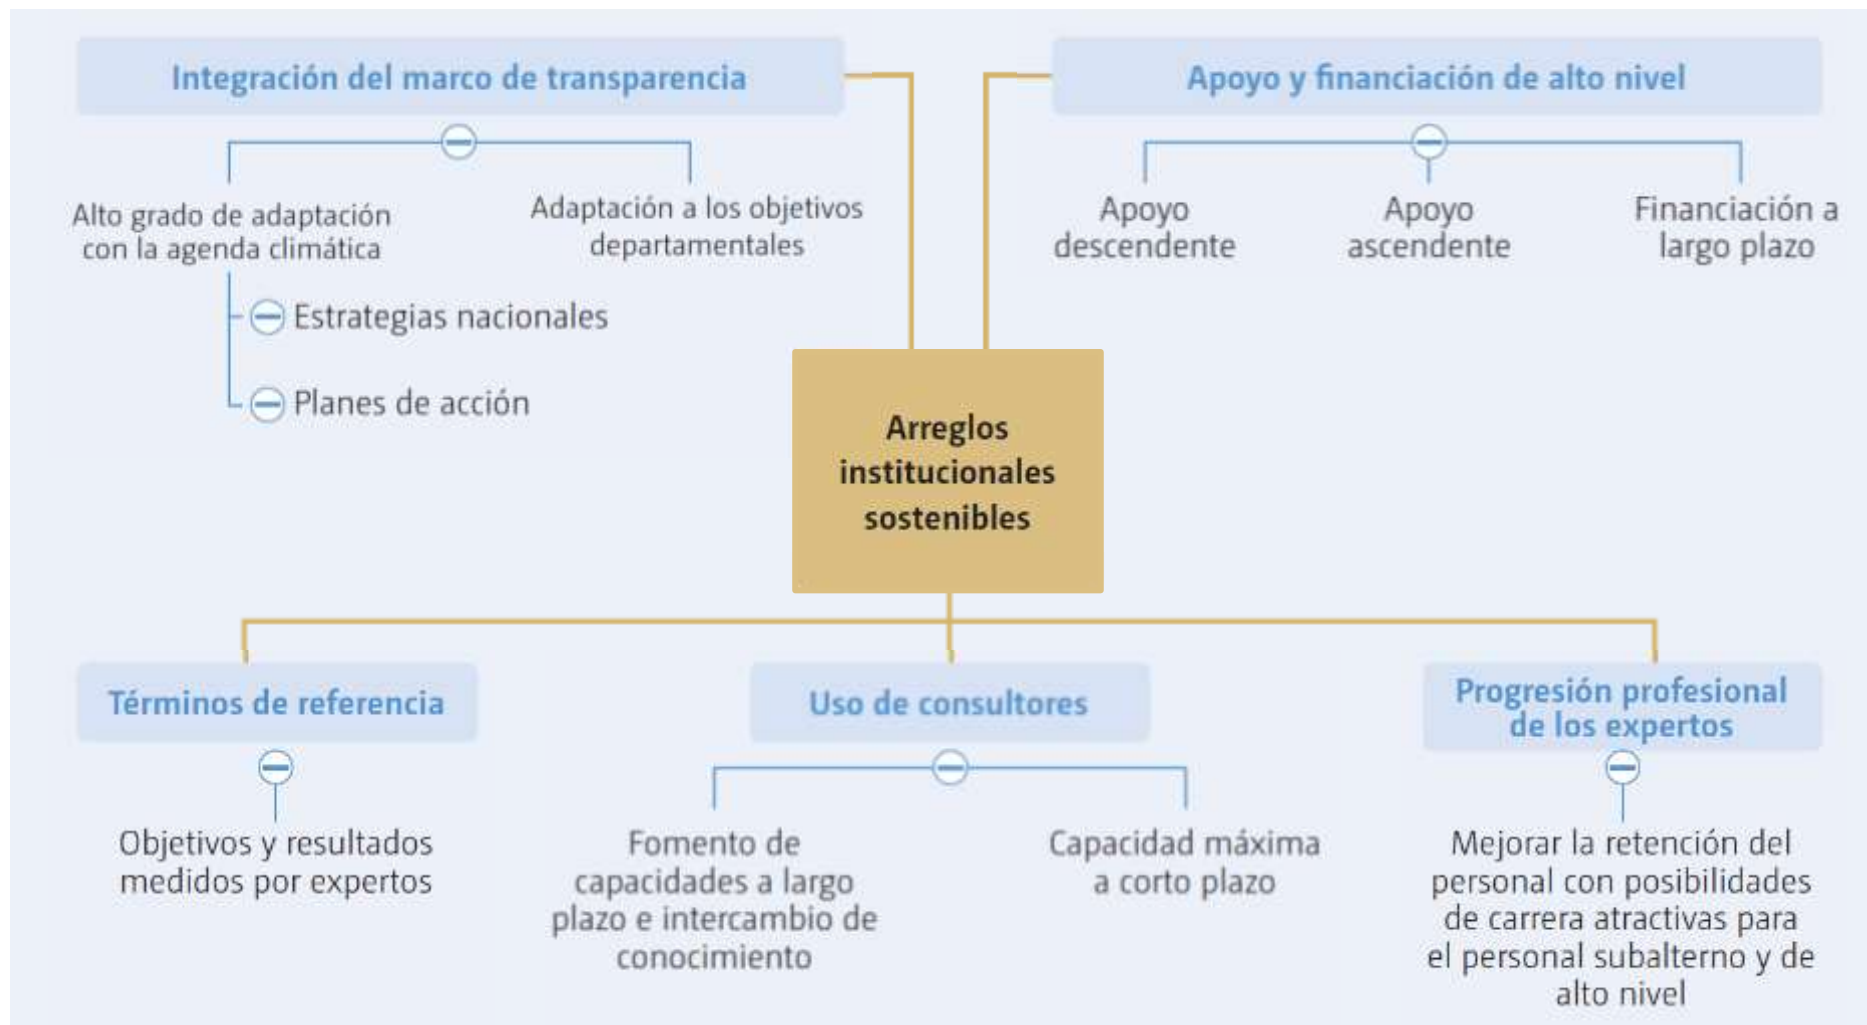 Integración del marco de transparencia
Alto grado de adaptación
con la agenda climática
Adaptación a los objetivos
departamentales
Estrategias nacionales
Planes de acción
Apoyo y financiación de alto nivel
Apoyo
descendente
Apoyo
ascendente
Financiación a
largo plazo
Arreglos
institucionales
sostenibles
Términos de referencia
Objetivos y resultados
medidos por expertos
Uso de consultores
Fomento de
capacidades a largo
plazo e intercambio de
conocimiento
Capacidad máxima
a corto plazo
Progresión profesional
de los expertos
Mejorar la retención del
personal con posibilidades
de carrera atractivas para
el personal subalterno y de
alto nivel